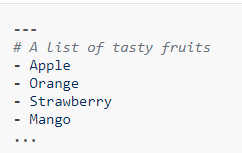 ---
# A list of tasty fruits
- Apple
- Orange
- Strawberry
- Mango
...